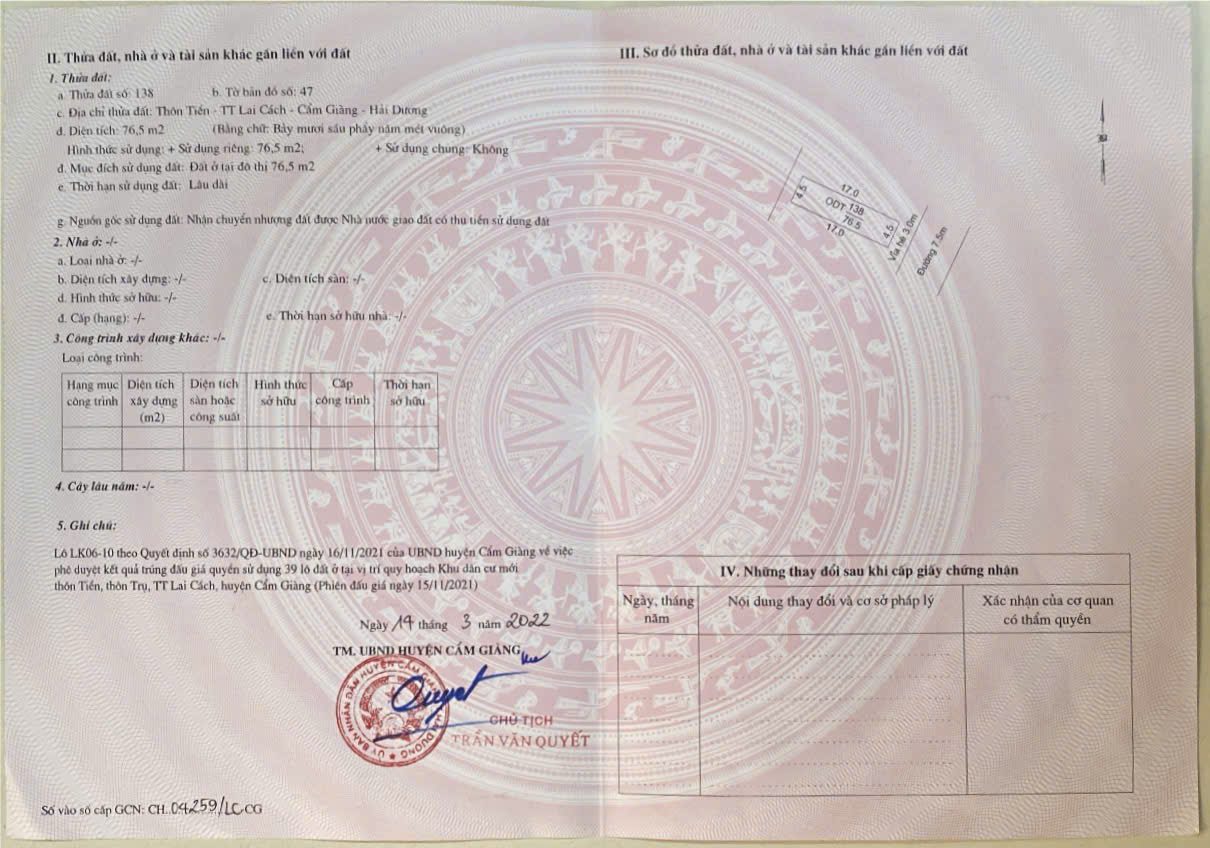 II. Thửa đất, nhà ở và tài sản khác gắn liền với đất
1. Thửa đất:
a. Thửa đất số: 138 b. Tờ bản đồ số: 47
c. Địa chỉ thửa đất: Thôn Tiền - TT Lai Cách - Cẩm Giàng - Hải Dương
d. Diện tích: 76,5 m2 (Bằng chữ: Bảy mươi sáu phẩy năm mét vuông)
Hình thức sử dụng: + Sử dụng riêng: 76,5 m2; + Sử dụng chung: Không
đ. Mục đích sử dụng đất: Đất ở tại đô thị 76,5 m2
e. Thời hạn sử dụng đất: Lâu dài
g. Nguồn gốc sử dụng đất: Nhận chuyển nhượng đất được Nhà nước giao đất có thu tiền sử dụng đất
2. Nhà ở: -/-
a. Loại nhà ở: -/-
b. Diện tích xây dựng: -/- c. Diện tích sàn: -/-
d. Hình thức sở hữu: -/-
đ. Cấp (hạng): -/- e. Thời hạn sở hữu nhà: -/-
3. Công trình xây dựng khác: -/-
Loại công trình:
Hạng mục Diện tích Diện tích Hình thức Cấp Thời hạn
công trình xây dựng sàn hoặc sở hữu công trình sở hữu
(m2) công suất
4. Cây lâu năm: -/-
5. Ghi chú:
Lô LK06-10 theo Quyết định số 3632/QĐ-UBND ngày 16/11/2021 của UBND huyện Cẩm Giàng về việc
phê duyệt kết quả trúng đấu giá quyền sử dụng 39 lô đất ở tại vị trí quy hoạch Khu dân cư mới
thôn Tiền, thôn Trụ, TT Lai Cách, huyện Cẩm Giàng (Phiên đấu giá ngày 15/11/2021)
Ngày 14 tháng 3 năm 2022
TM. UBND HUYỆN CẨM GIÀNG
ỦY BAN NHÂN DÂN HUYỆN CẨM GIÀNG
HẢI DƯƠNG
Quyet
CHỦ TỊCH
TRẦN VĂN QUYẾT
Số vào sổ cấp GCN: CH.04259/LC CG
III. Sơ đồ thửa đất, nhà ở và tài sản khác gắn liền với đất
B
17.0
4.5
ODT 138
76.5
17.0
4.5
Vỉa hè 3.0m
Đường 7.5m
IV. Những thay đổi sau khi cấp giấy chứng nhận
Ngày, tháng Nội dung thay đổi và cơ sở pháp lý Xác nhận của cơ quan
năm có thẩm quyền